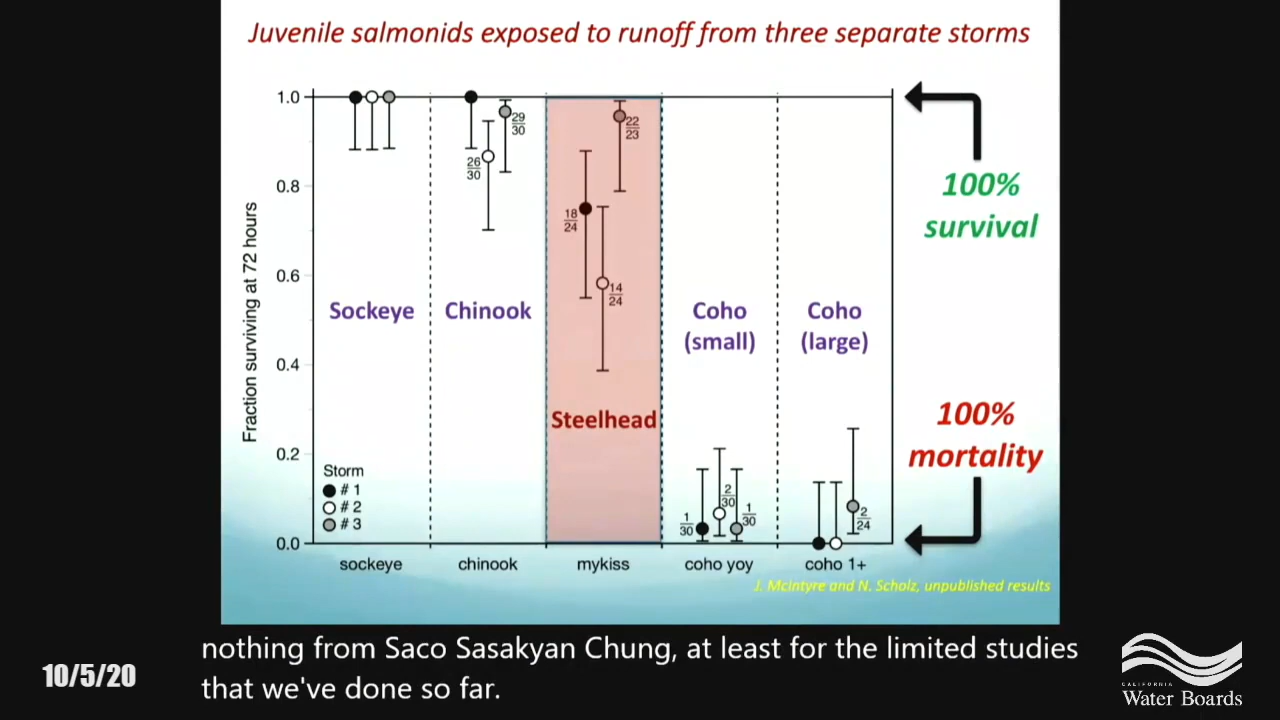 Juvenile salmonids exposed to runoff from three separate storms
Fraction surviving at 72 hours
1.0
0.8
0.6
0.4
0.2
0.0
29
30
26
30
22
23
18
24
14
24
1
30
2
30
1
30
2
24
Sockeye
Chinook
Steelhead
Coho
(small)
Coho
(large)
Storm
# 1
# 2
# 3
sockeye
chinook
mykiss
coho yoy
coho 1+
100%
survival
100%
mortality
J. McIntyre and N. Scholz, unpublished results
nothing from Saco Sasakyan Chung, at least for the limited studies
that we've done so far.
10/5/20
CALIFORNIA
Water Boards